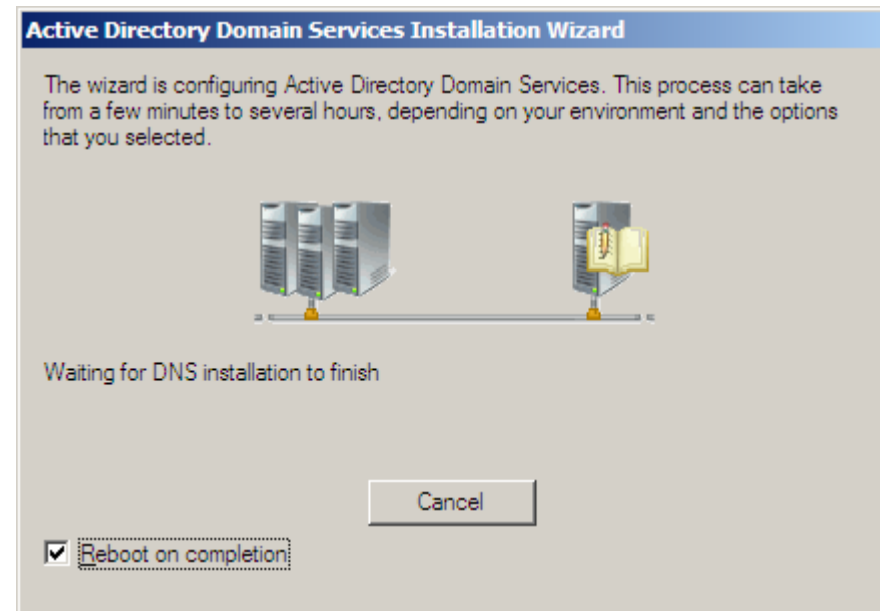 Active Directory Domain Services Installation Wizard
The wizard is configuring Active Directory Domain Services. This process can take
from a few minutes to several hours, depending on your environment and the options
that you selected.
Waiting for DNS installation to finish
Cancel
Reboot on completion